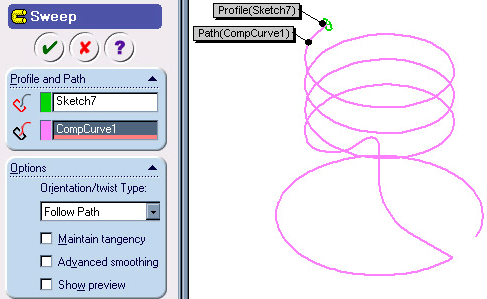 Sweep
Profile and Path
Sketch7
CompCurve1
Options
Orientation/twist Type:
Follow Path
Maintain tangency
Advanced smoothing
Show preview
Profile(Sketch7)
Path(CompCurve1)